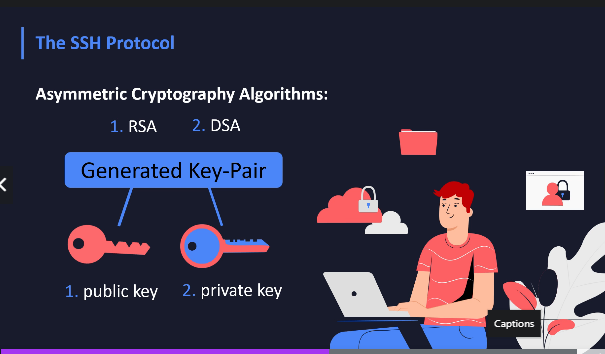 The SSH Protocol
Asymmetric Cryptography Algorithms:
1. RSA 2. DSA
Generated Key-Pair
1. public key 2. private key
Captions